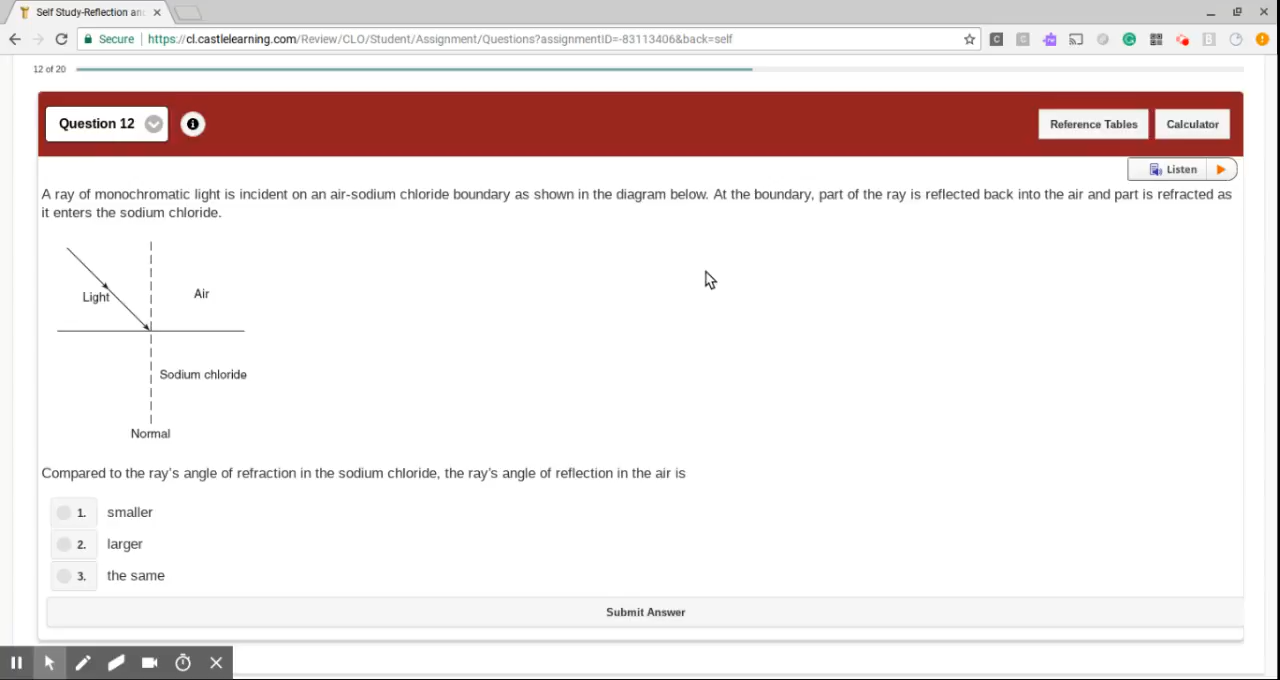 Self Study-Reflection an
Secure https://cl.castlelearning.com/Review/CLO/Student/Assignment/Questions?assignmentID=-83113406&back=self
12 of 20
Question 12
Reference Tables
Calculator
Listen
A ray of monochromatic light is incident on an air-sodium chloride boundary as shown in the diagram below. At the boundary, part of the ray is reflected back into the air and part is refracted as
it enters the sodium chloride.
Light
Air
Sodium chloride
Normal
Compared to the ray's angle of refraction in the sodium chloride, the ray's angle of reflection in the air is
1. smaller
2. larger
3. the same
Submit Answer